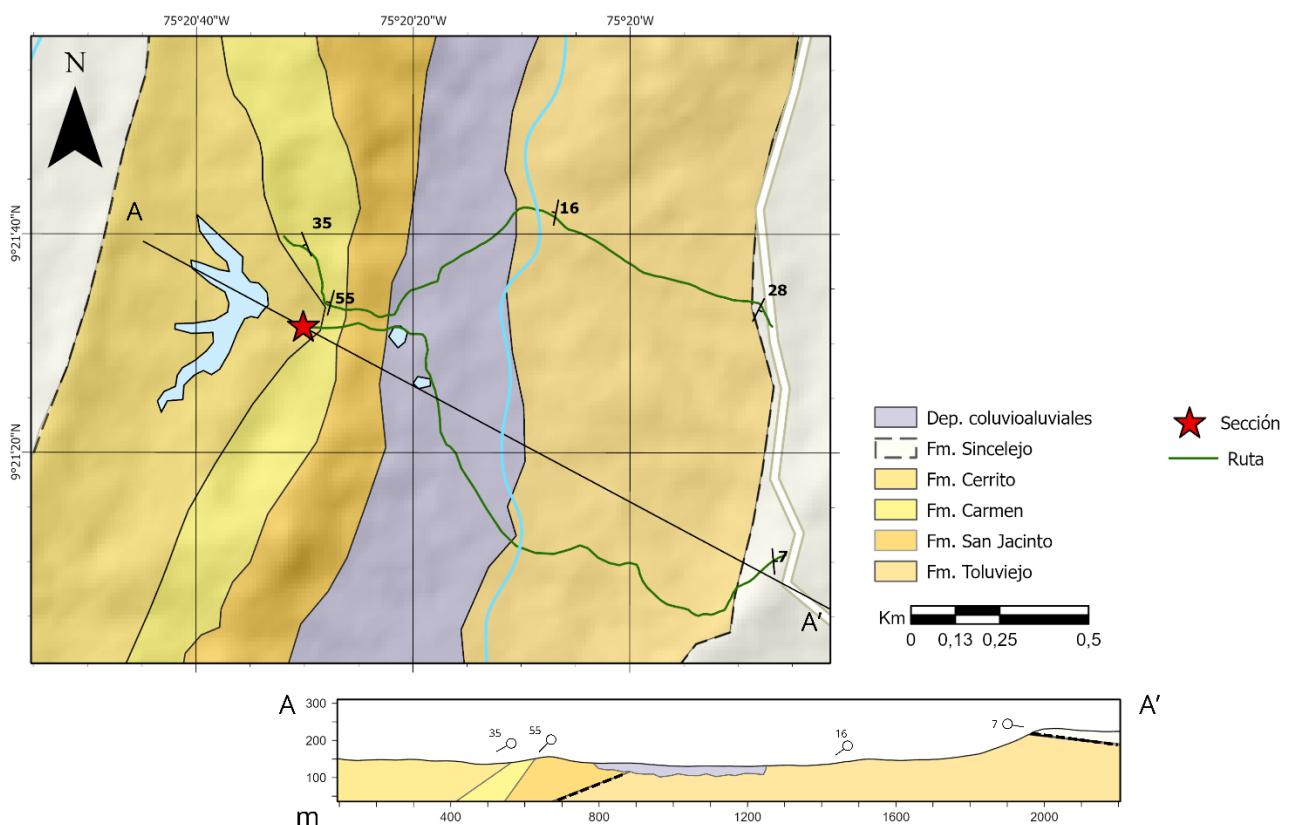 75°20'40"W 75°20'20"W 75°20'W
N
A
9°21'40"N
35
16
55
28
9°21'20"N
7
A'
Dep. coluvioaluviales
Fm. Sincelejo
Fm. Cerrito
Fm. Carmen
Fm. San Jacinto
Fm. Toluviejo
Sección
Ruta
Km
0 0,13 0,25 0,5
A A'
300
200
100
35 55 16 7
m 400 800 1200 1600 2000